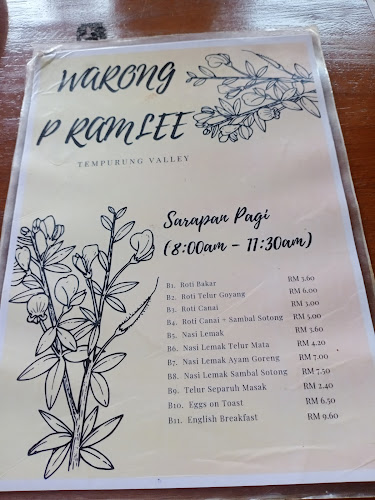 WARONG
P RAMLEE
TEMPURUNG VALLEY
Sarapan Pagi
(8:00am - 11:30am)
B1. Roti Bakar RM 3.60
B2. Roti Telur Goyang RM 6.00
B3. Roti Canai RM 3.00
B4. Roti Canai + Sambal Sotong RM 5.00
B5. Nasi Lemak RM 3.60
B6. Nasi Lemak Telur Mata RM 4.20
B7. Nasi Lemak Ayam Goreng RM 7.00
B8. Nasi Lemak Sambal Sotong RM 7.50
B9. Telur Separuh Masak RM 2.40
B10. Eggs on Toast RM 6.50
B11. English Breakfast RM 9.60